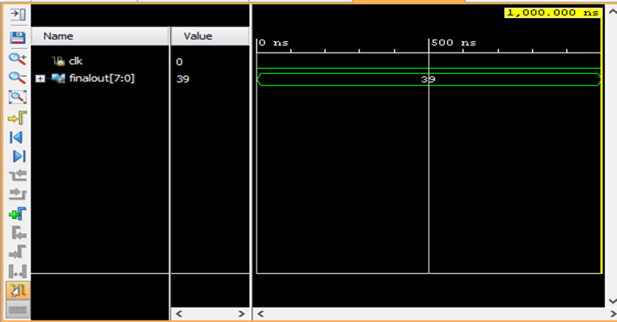 1,000.000 ns
Name Value
0 ns 500 ns
clk 0
finalout[7:0] 39 39